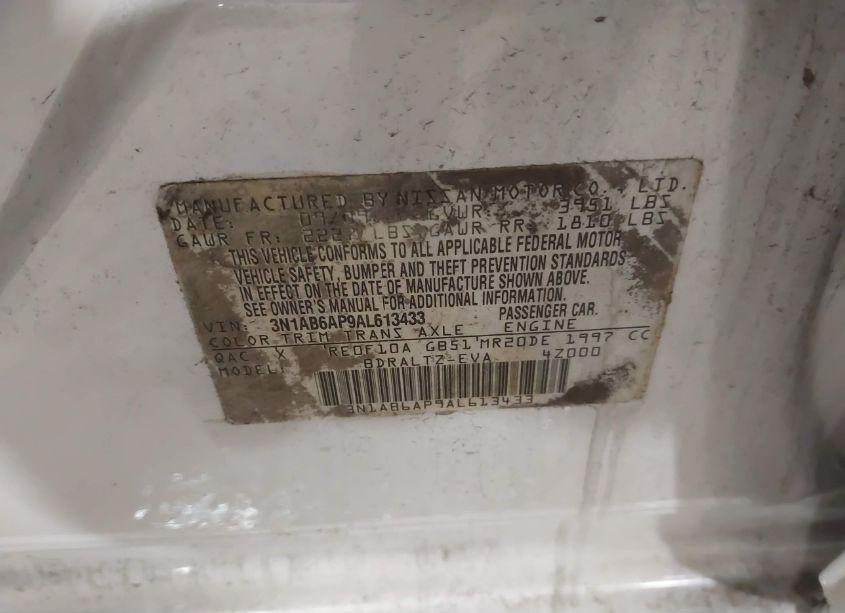 MANUFACTURED BY NISSAN MOTOR CO., LTD.
DATE: 09/09 GVWR: 3951 LBS
GAWR FR: LBS GAWR RR: 1810 LBS
THIS VEHICLE CONFORMS TO ALL APPLICABLE FEDERAL MOTOR
VEHICLE SAFETY, BUMPER AND THEFT PREVENTION STANDARDS
IN EFFECT ON THE DATE OF MANUFACTURE SHOWN ABOVE.
SEE OWNER'S MANUAL FOR ADDITIONAL INFORMATION.
VIN: 3N1AB6AP9AL613433 PASSENGER CAR.
COLOR TRIM TRANS AXLE ENGINE
QAC X RE0F10A GB51 MR20DE 1997 CC
MODEL: BDRALTZ-EVA 4Z000
3N1AB6AP9AL613433